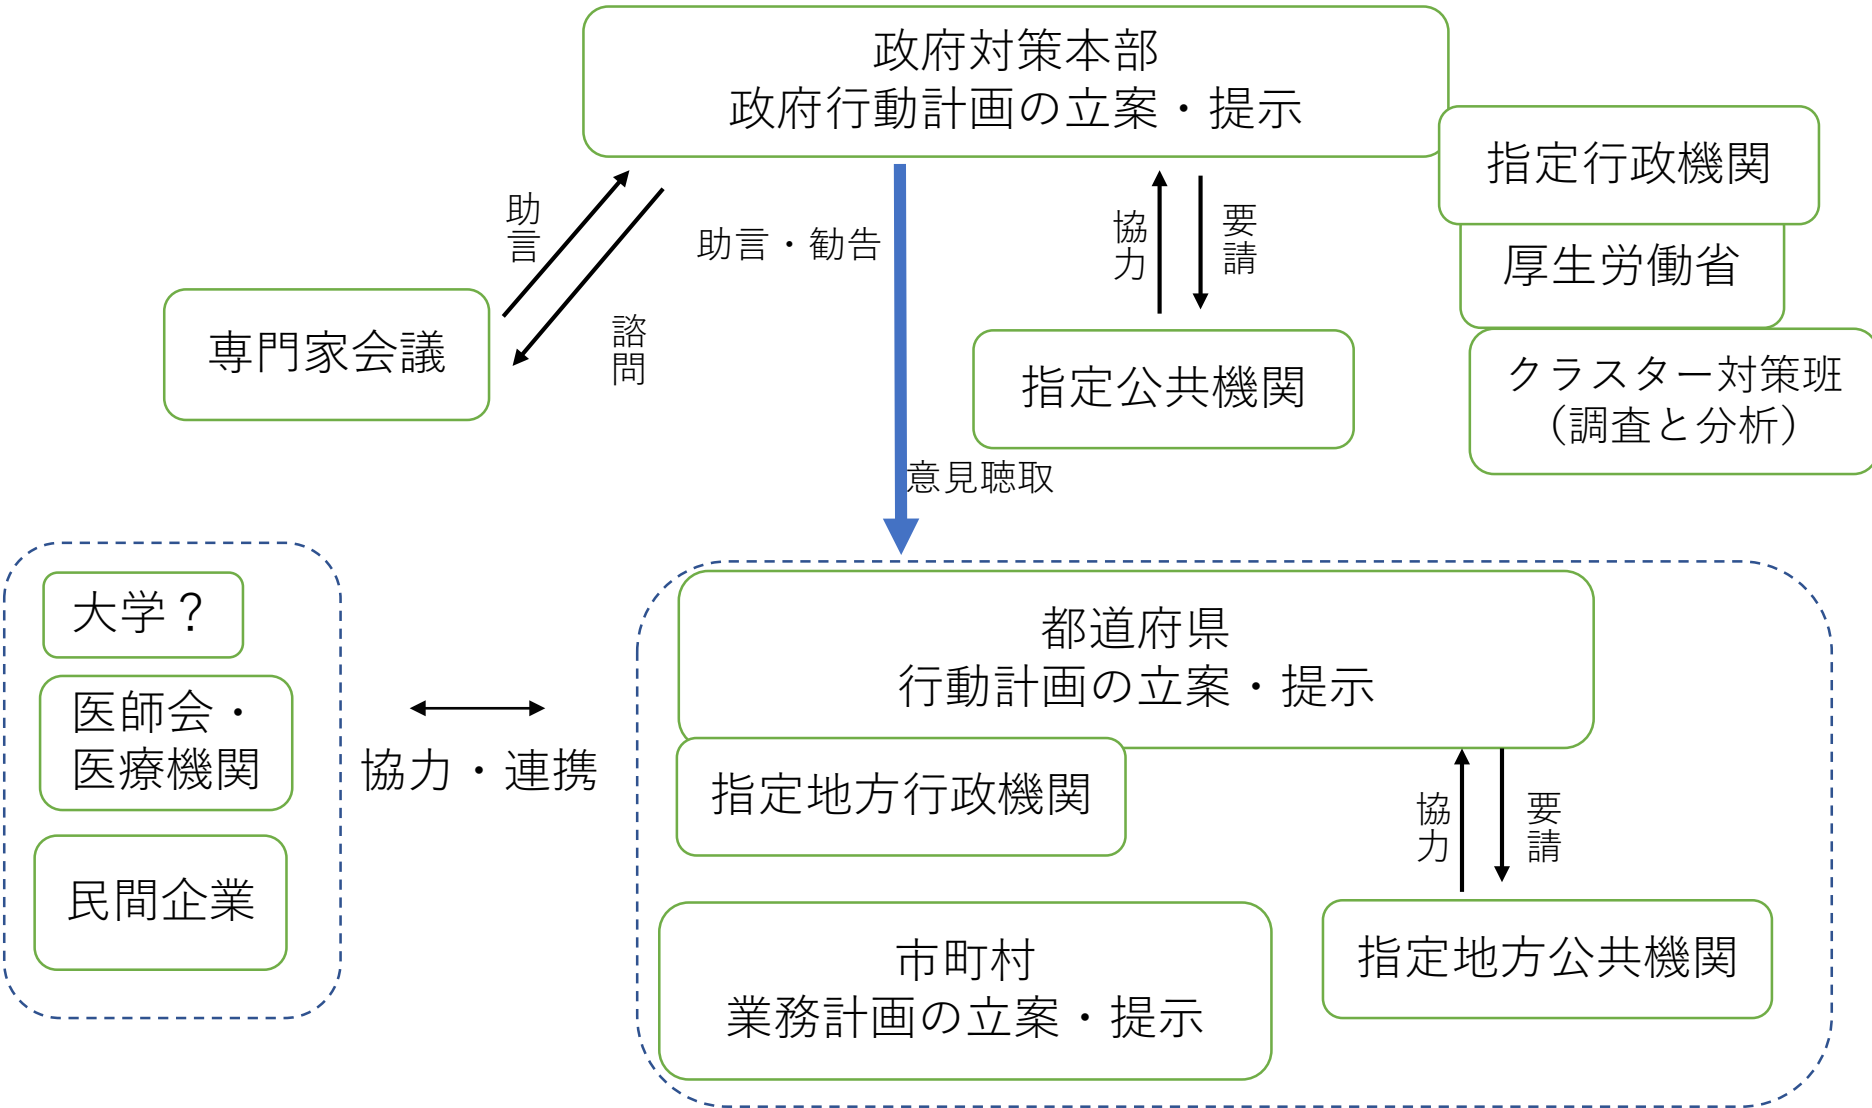 政府対策本部
政府行動計画の立案・提示
指定行政機関
厚生労働省
クラスター対策班
（調査と分析）
助言
諮問
助言・勧告
協力
要請
専門家会議
指定公共機関
意見聴取
大学？
医師会・
医療機関
民間企業
協力・連携
都道府県
行動計画の立案・提示
指定地方行政機関
協力
要請
市町村
業務計画の立案・提示
指定地方公共機関